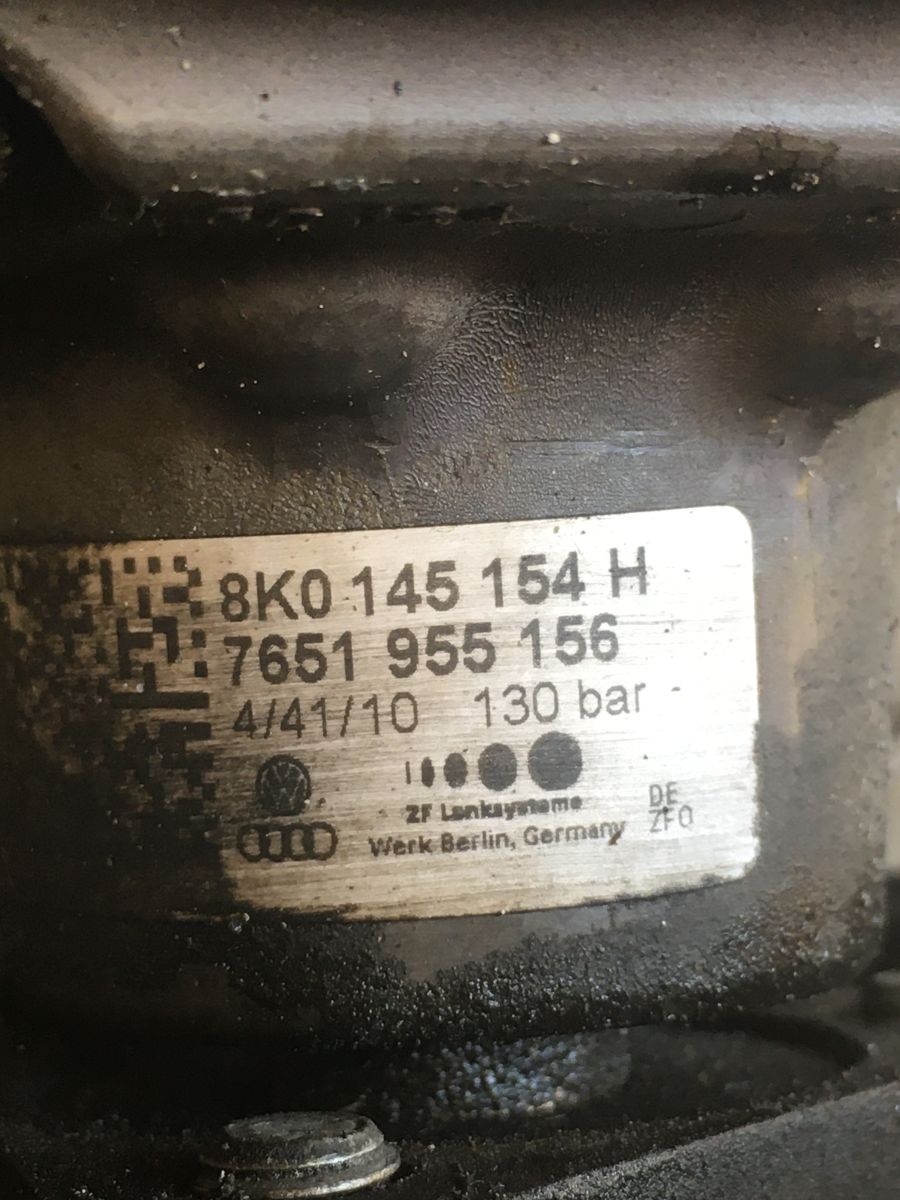 8K0 145 154 H
7651 955 156
4/41/10 130 bar
ZF Lenksysteme
Werk Berlin, Germany
DE
ZF0